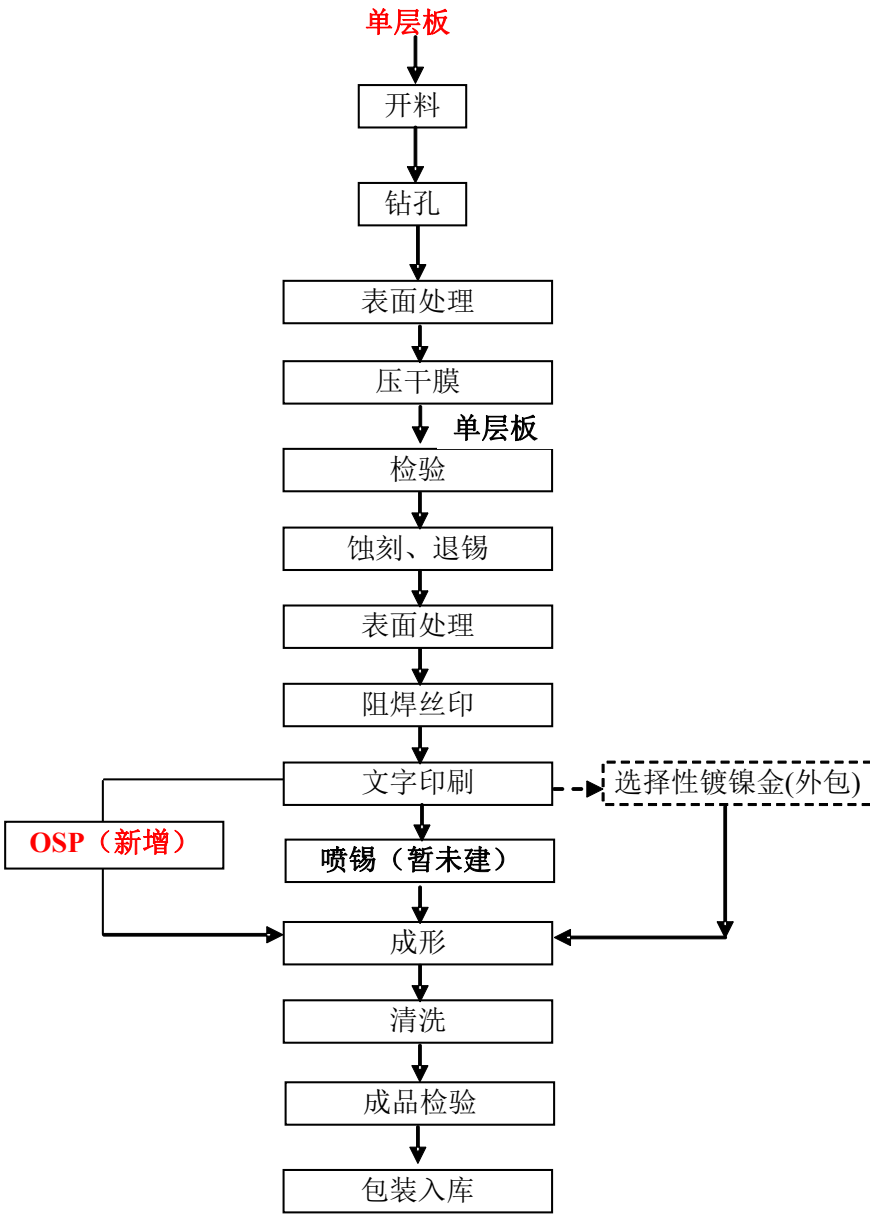 单层板
开料
钻孔
表面处理
压干膜
单层板
检验
蚀刻、退锡
表面处理
阻焊丝印
文字印刷
选择性镀镍金(外包)
OSP（新增）
喷锡（暂未建）
成形
清洗
成品检验
包装入库